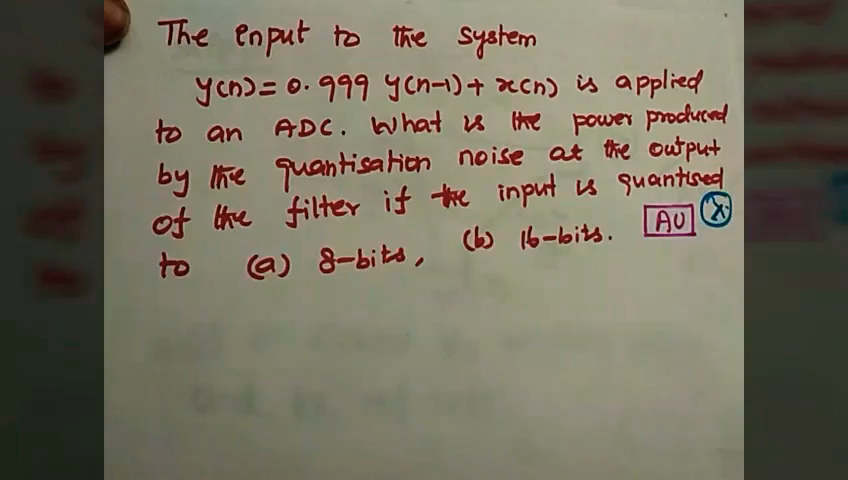 The input to the system
y(n) = 0.999 y(n-1) + x(n) is applied
to an ADC. What is the power produced
by the quantisation noise at the output
of the filter if the input is quantised
to (a) 8-bits, (b) 16-bits. AU X